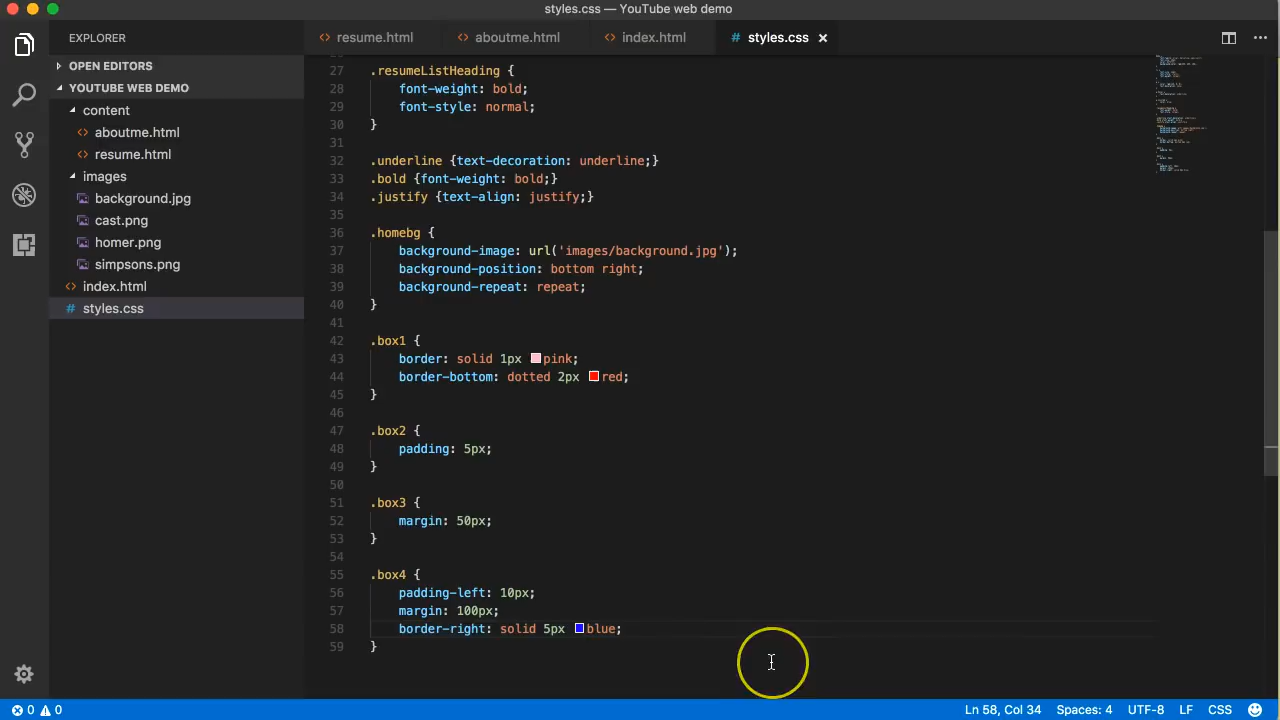 styles.css — YouTube web demo
EXPLORER
resume.html
aboutme.html
index.html
styles.css
OPEN EDITORS
YOUTUBE WEB DEMO
content
aboutme.html
resume.html
images
background.jpg
cast.png
homer.png
simpsons.png
index.html
styles.css
27 .resumeListHeading {
28 font-weight: bold;
29 font-style: normal;
30 }
31
32 .underline {text-decoration: underline;}
33 .bold {font-weight: bold;}
34 .justify {text-align: justify;}
35
36 .homebg {
37 background-image: url('images/background.jpg');
38 background-position: bottom right;
39 background-repeat: repeat;
40 }
41
42 .box1 {
43 border: solid 1px pink;
44 border-bottom: dotted 2px red;
45 }
46
47 .box2 {
48 padding: 5px;
49 }
50
51 .box3 {
52 margin: 50px;
53 }
54
55 .box4 {
56 padding-left: 10px;
57 margin: 100px;
58 border-right: solid 5px blue;
59 }
0 0
Ln 58, Col 34
Spaces: 4
UTF-8
LF
CSS